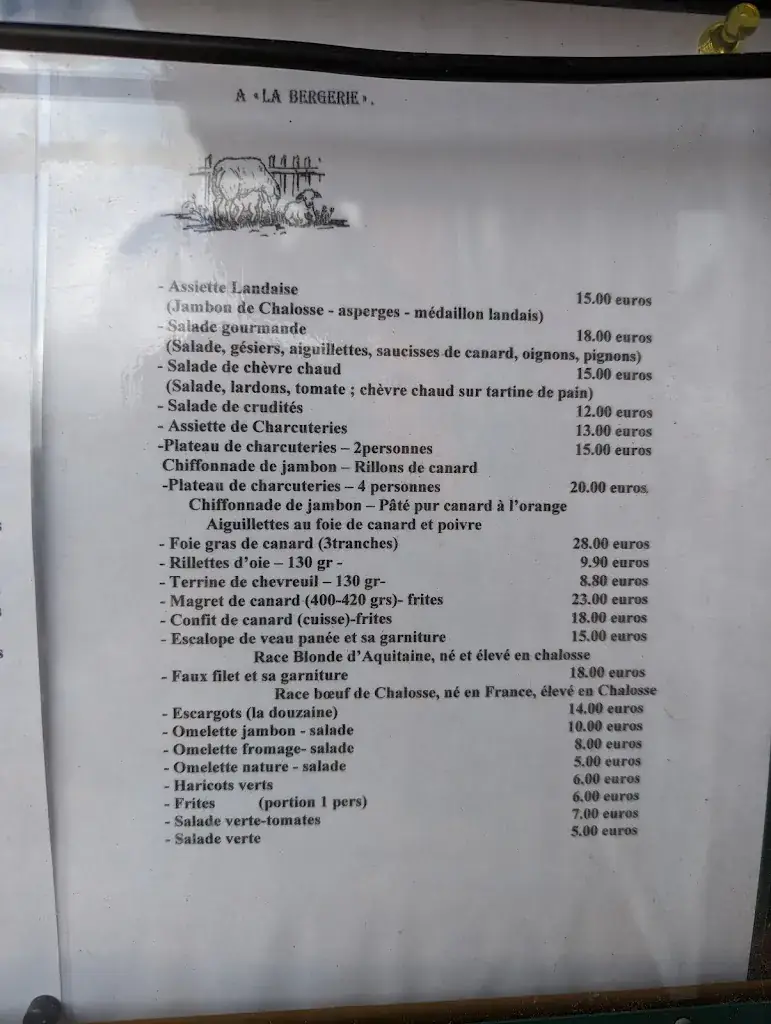 A « LA BERGERIE ».
- Assiette Landaise 15.00 euros
(Jambon de Chalosse - asperges - médaillon landais)
- Salade gourmande 18.00 euros
(Salade, gésiers, aiguillettes, saucisses de canard, oignons, pignons)
- Salade de chèvre chaud 15.00 euros
(Salade, lardons, tomate ; chèvre chaud sur tartine de pain)
- Salade de crudités 12.00 euros
- Assiette de Charcuteries 13.00 euros
-Plateau de charcuteries – 2personnes 15.00 euros
Chiffonnade de jambon – Rillons de canard
-Plateau de charcuteries – 4 personnes 20.00 euros
Chiffonnade de jambon – Pâté pur canard à l'orange
Aiguillettes au foie de canard et poivre
- Foie gras de canard (3tranches) 28.00 euros
- Rillettes d'oie – 130 gr - 9.90 euros
- Terrine de chevreuil – 130 gr- 8.80 euros
- Magret de canard (400-420 grs)- frites 23.00 euros
- Confit de canard (cuisse)-frites 18.00 euros
- Escalope de veau panée et sa garniture 15.00 euros
Race Blonde d'Aquitaine, né et élevé en chalosse
- Faux filet et sa garniture 18.00 euros
Race bœuf de Chalosse, né en France, élevé en Chalosse
- Escargots (la douzaine) 14.00 euros
- Omelette jambon - salade 10.00 euros
- Omelette fromage- salade 8.00 euros
- Omelette nature - salade 5.00 euros
- Haricots verts 6.00 euros
- Frites (portion 1 pers) 6.00 euros
- Salade verte-tomates 7.00 euros
- Salade verte 5.00 euros